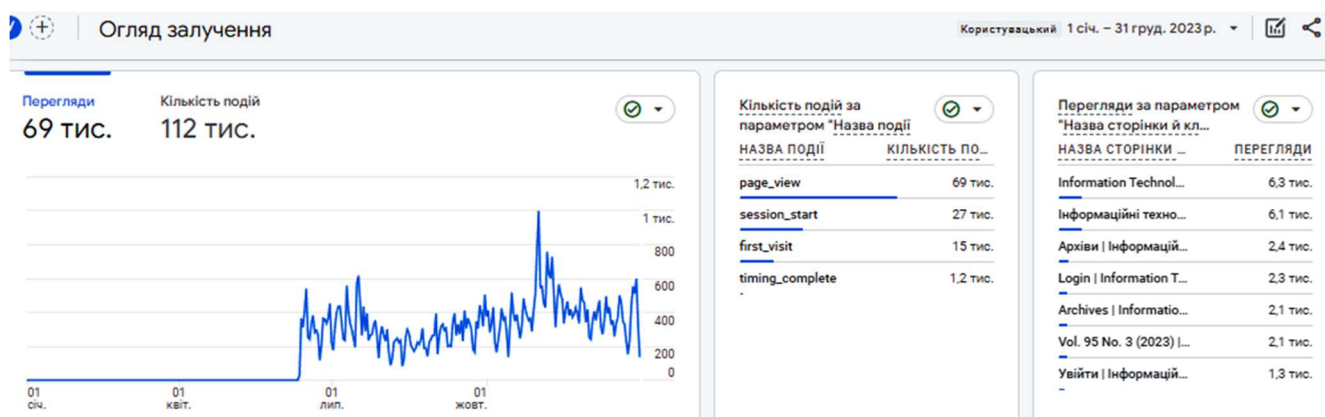 Огляд залучення
Користувацький 1 січ. – 31 груд. 2023 р.
Перегляди
69 тис.
Кількість подій
112 тис.
1,2 тис.
1 тис.
800
600
400
200
0
01 січ.
01 квіт.
01 лип.
01 жовт.
Кількість подій за
параметром "Назва події
НАЗВА ПОДІЇ КІЛЬКІСТЬ ПО...
page_view 69 тис.
session_start 27 тис.
first_visit 15 тис.
timing_complete 1,2 тис.
Перегляди за параметром
"Назва сторінки й кл...
НАЗВА СТОРІНКИ ... ПЕРЕГЛЯДИ
Information Technol... 6,3 тис.
Інформаційні техно... 6,1 тис.
Архіви | Інформацій... 2,4 тис.
Login | Information T... 2,3 тис.
Archives | Informatio... 2,1 тис.
Vol. 95 No. 3 (2023) |... 2,1 тис.
Увійти | Інформацій... 1,3 тис.